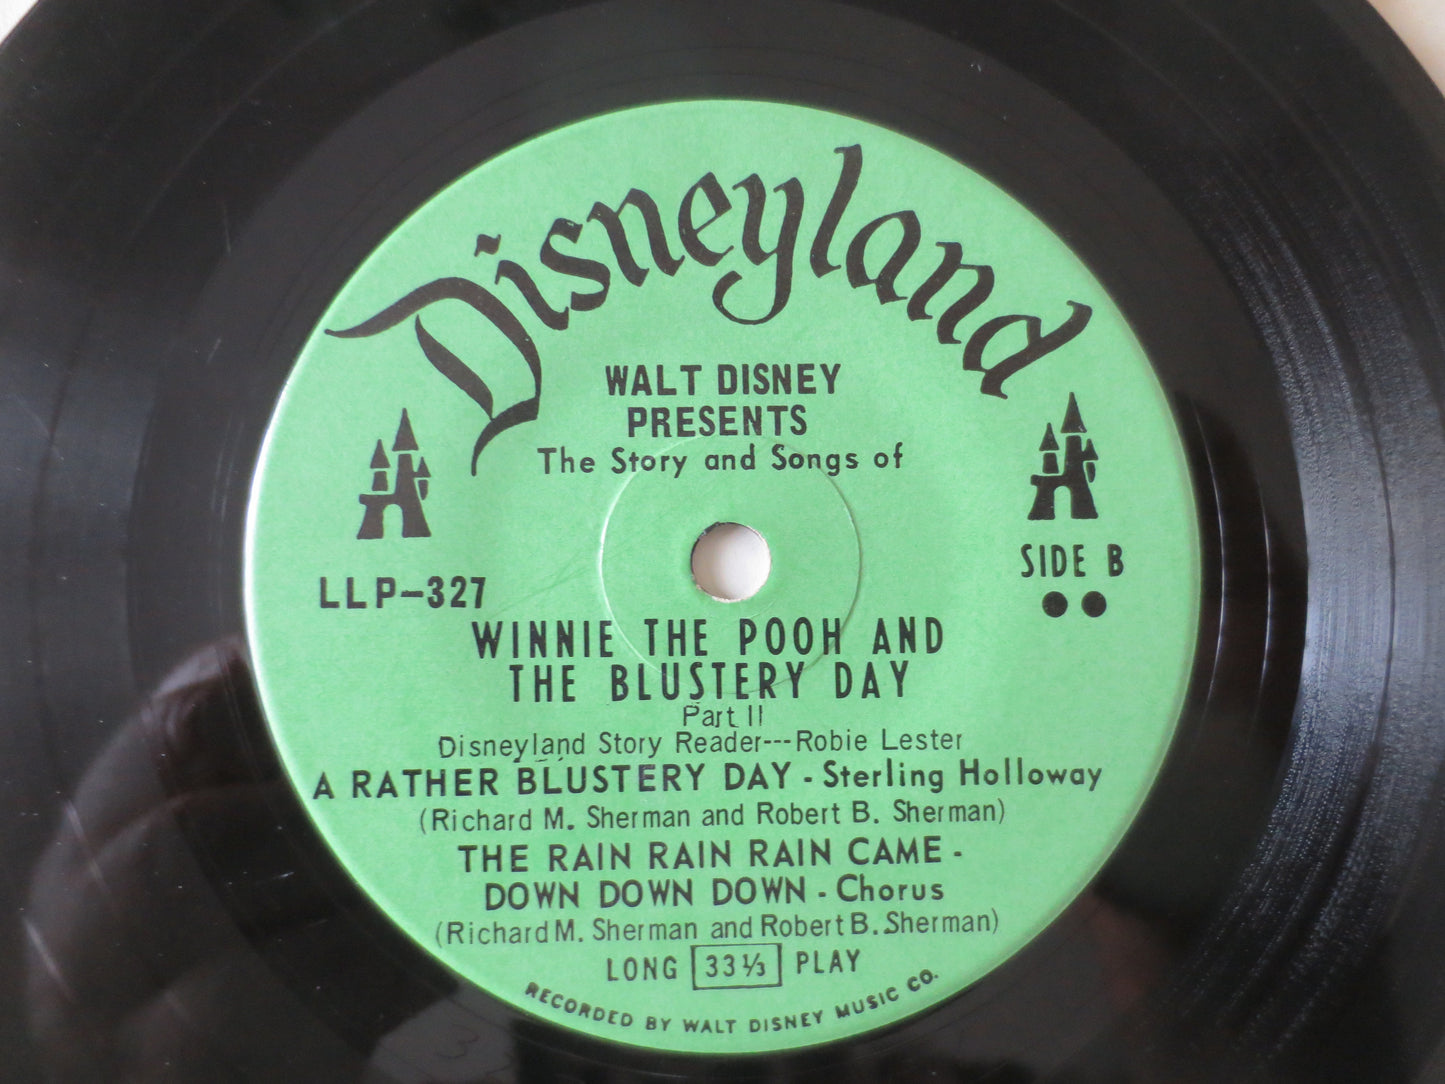 Disneyland
WALT DISNEY
PRESENTS
The Story and Songs of
LLP-327
SIDE B
WINNIE THE POOH AND
THE BLUSTERY DAY
Part II
Disneyland Story Reader---Robie Lester
A RATHER BLUSTERY DAY - Sterling Holloway
(Richard M. Sherman and Robert B. Sherman)
THE RAIN RAIN RAIN CAME -
DOWN DOWN DOWN - Chorus
(Richard M. Sherman and Robert B. Sherman)
LONG 33 1/3 PLAY
RECORDED BY WALT DISNEY MUSIC CO.